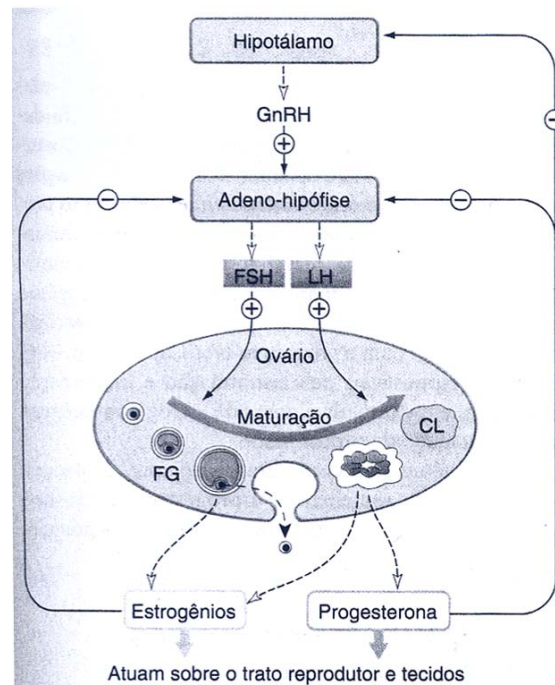 Hipotálamo
GnRH
+
−
−
−
Adeno-hipófise
FSH
LH
+
+
Ovário
Maturação
CL
FG
Estrogênios
Progesterona
Atuam sobre o trato reprodutor e tecidos